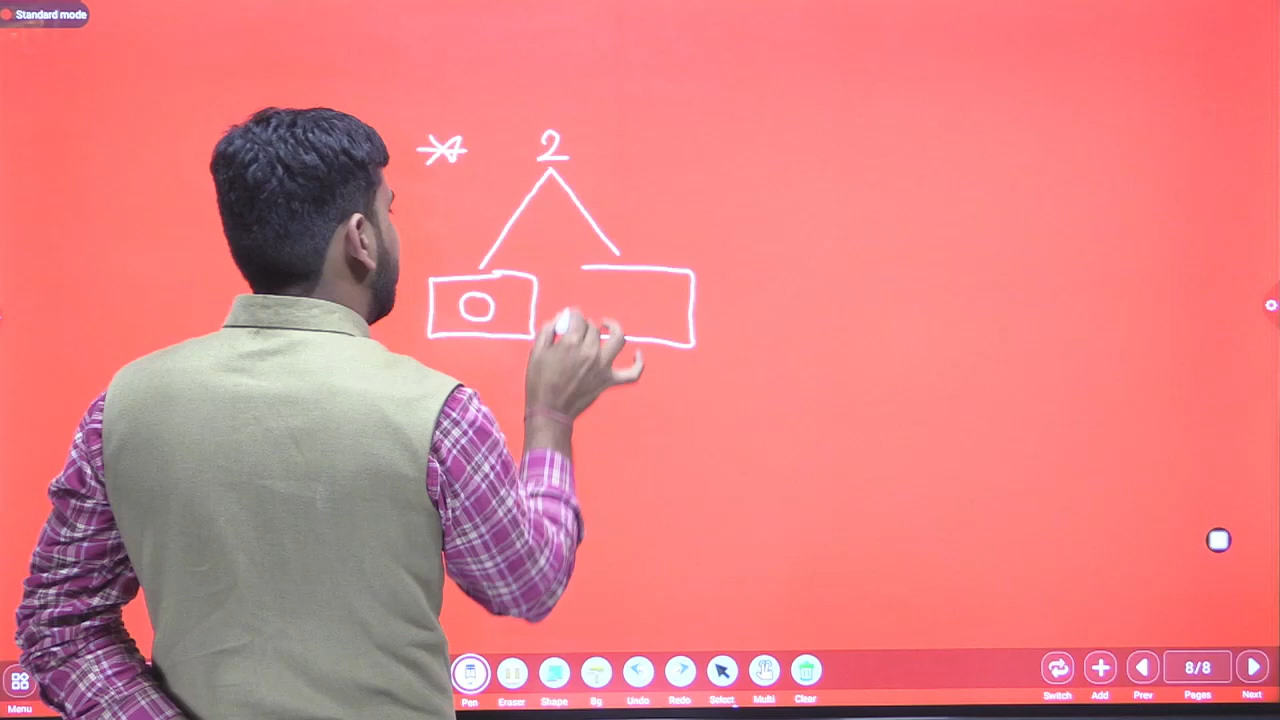 Standard mode
2
0
Pen Eraser Shape Bg Undo Redo Select Multi Clear
Switch Add Prev 8/8 Pages Next
Menu